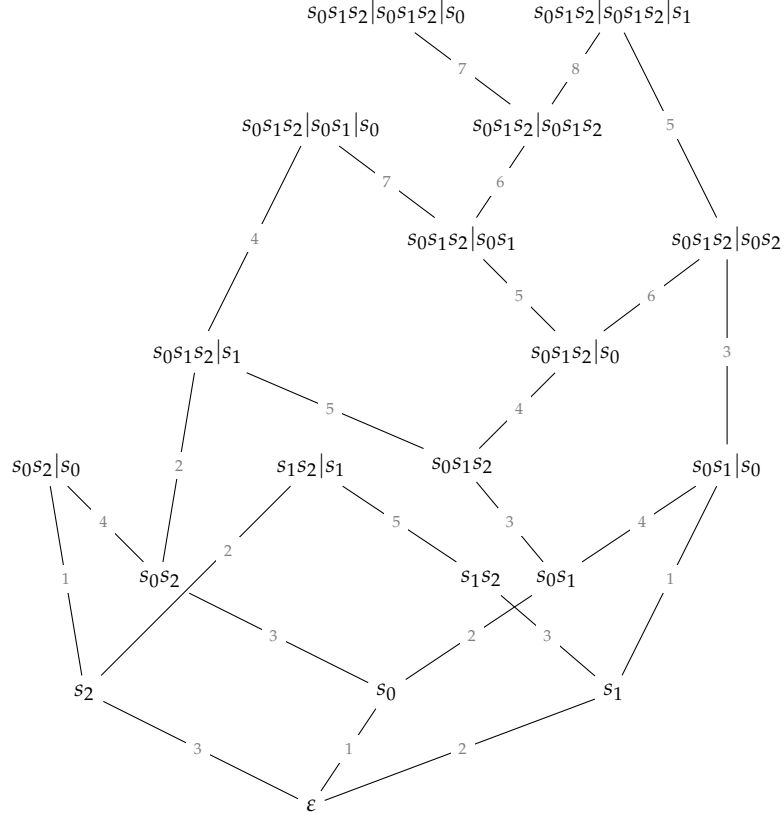 s₀s₁s₂|s₀s₁s₂|s₀ s₀s₁s₂|s₀s₁s₂|s₁
7 8
s₀s₁s₂|s₀s₁|s₀ s₀s₁s₂|s₀s₁s₂ 5
7 6
4 s₀s₁s₂|s₀s₁ s₀s₁s₂|s₀s₂
5 6
s₀s₁s₂|s₁ s₀s₁s₂|s₀ 3
5 4
s₀s₂|s₀ 2 s₁s₂|s₁ s₀s₁s₂ s₀s₁|s₀
4 2 5 3 4
1 s₀s₂ s₁s₂ s₀s₁ 1
3 2 3
s₂ s₀ s₁
3 1 2
ε